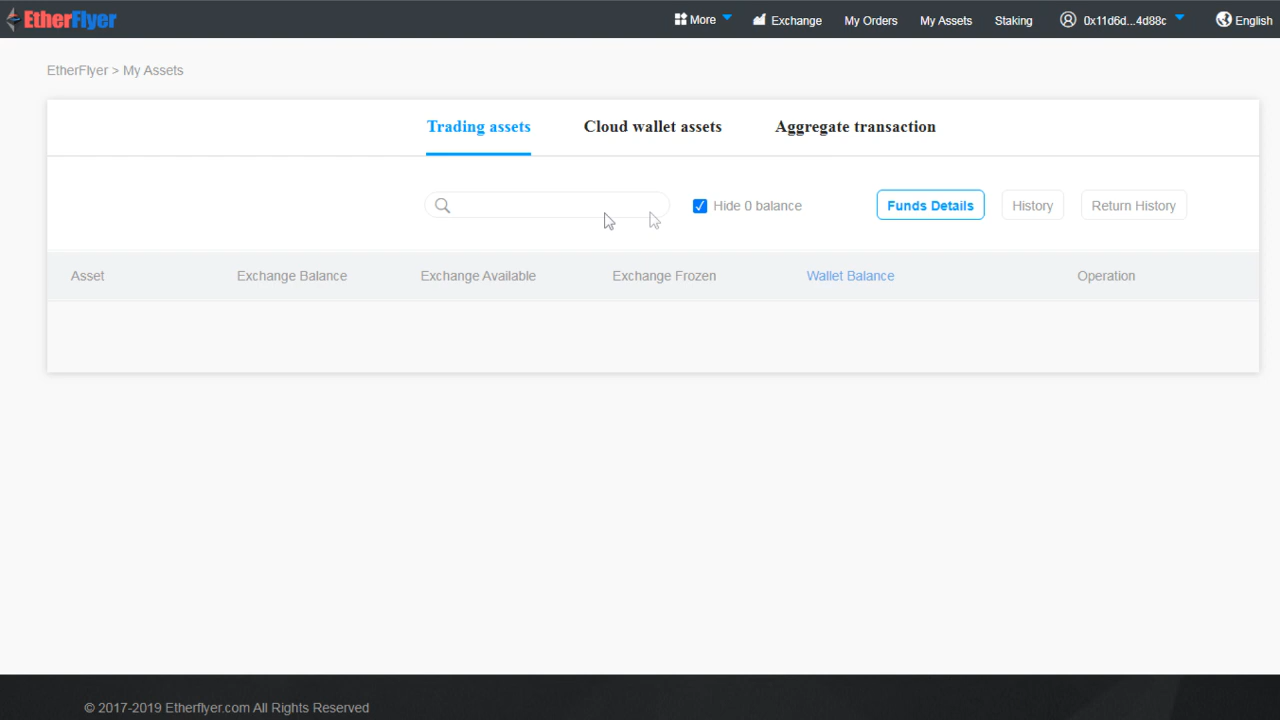 EtherFlyer
More
Exchange
My Orders
My Assets
Staking
0x11d6d...4d88c
English
EtherFlyer > My Assets
Trading assets
Cloud wallet assets
Aggregate transaction
Hide 0 balance
Funds Details
History
Return History
Asset
Exchange Balance
Exchange Available
Exchange Frozen
Wallet Balance
Operation
© 2017-2019 Etherflyer.com All Rights Reserved